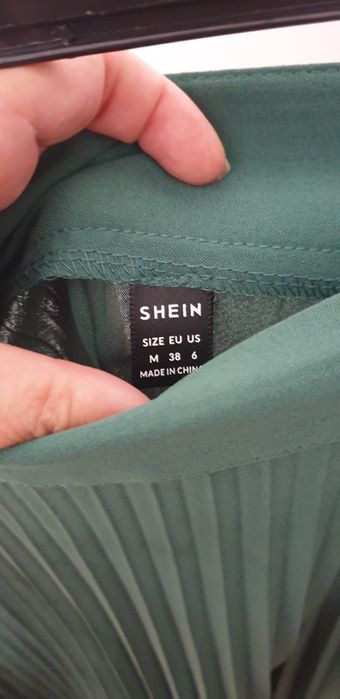 SHEIN
SIZE EU US
M 38 6
MADE IN CHINA